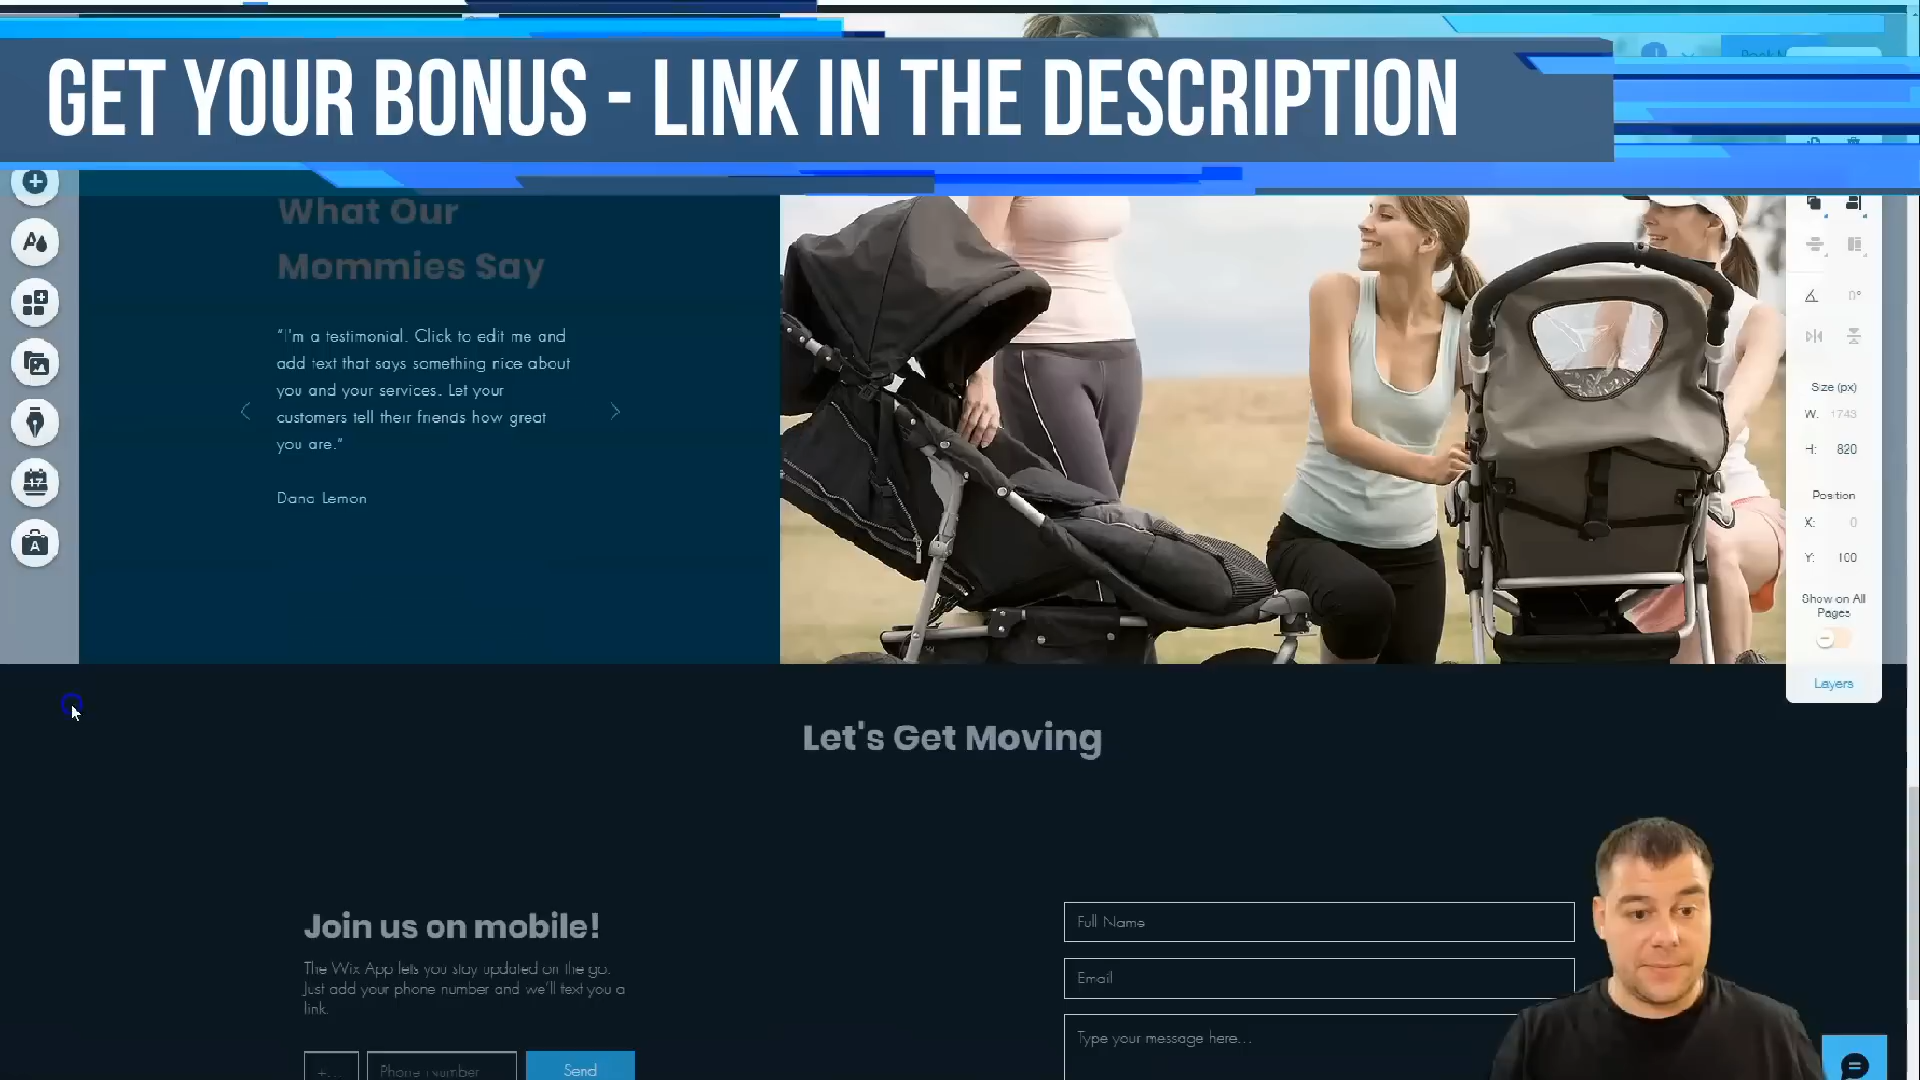 GET YOUR BONUS - LINK IN THE DESCRIPTION
What Our
Mommies Say
"I'm a testimonial. Click to edit me and
add text that says something nice about
you and your services. Let your
customers tell their friends how great
you are."
Dana Lemon
A
17
A
0°
Size (px)
W: 1743
H: 820
Position
X: 0
Y: 100
Show on All
Pages
Layers
Let's Get Moving
Join us on mobile!
The Wix App lets you stay updated on the go.
Just add your phone number and we'll text you a
link.
+...
Phone Number
Send
Full Name
Email
Type your message here...